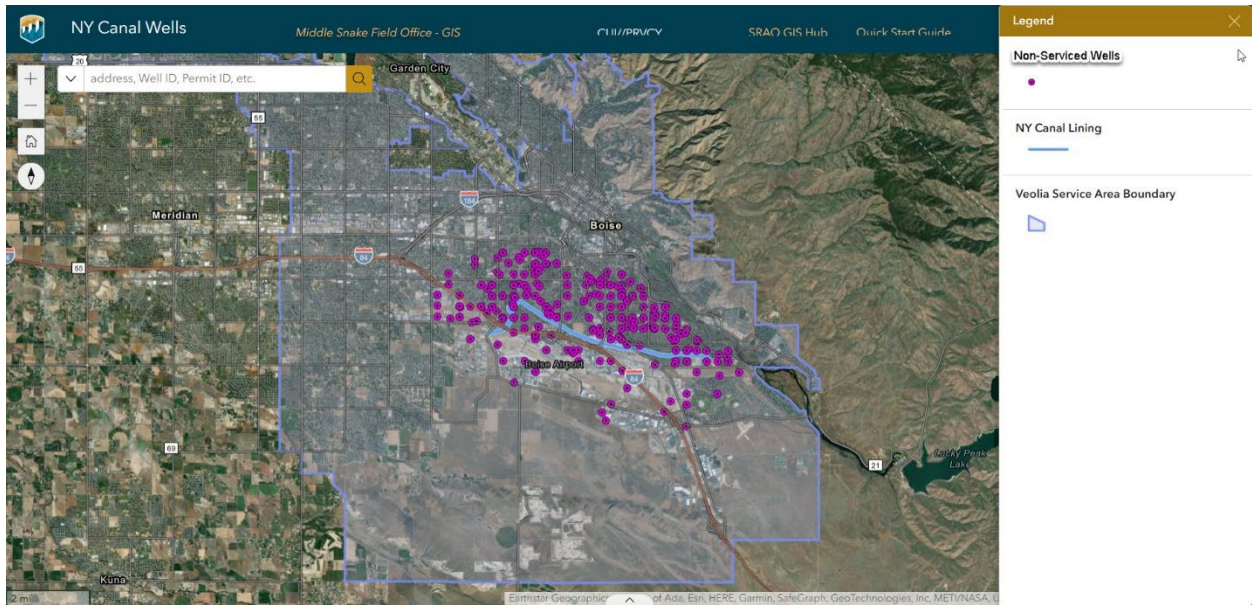 NY Canal Wells
Middle Snake Field Office - GIS
CUI//PRVCY
SRAO GIS Hub
Quick Start Guide
Legend
Non-Serviced Wells
NY Canal Lining
Veolia Service Area Boundary
address, Well ID, Permit ID, etc.
20
Garden City
55
184
Meridian
Boise
84
55
Boise Airport
84
69
21
Lucky Peak
Lake
Kuna
2 mi
Earthstar Geographics
of Ada, Esri, HERE, Garmin, SafeGraph, GeoTechnologies, Inc, METI/NASA, U